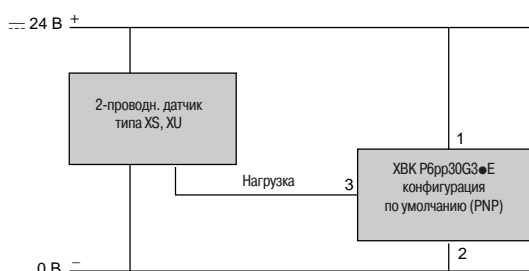 24 В +
2-проводн. датчик
типа XS, XU
1
Нагрузка
3
XBK P6pp30G3●E
конфигурация
по умолчанию (PNP)
2
0 В −